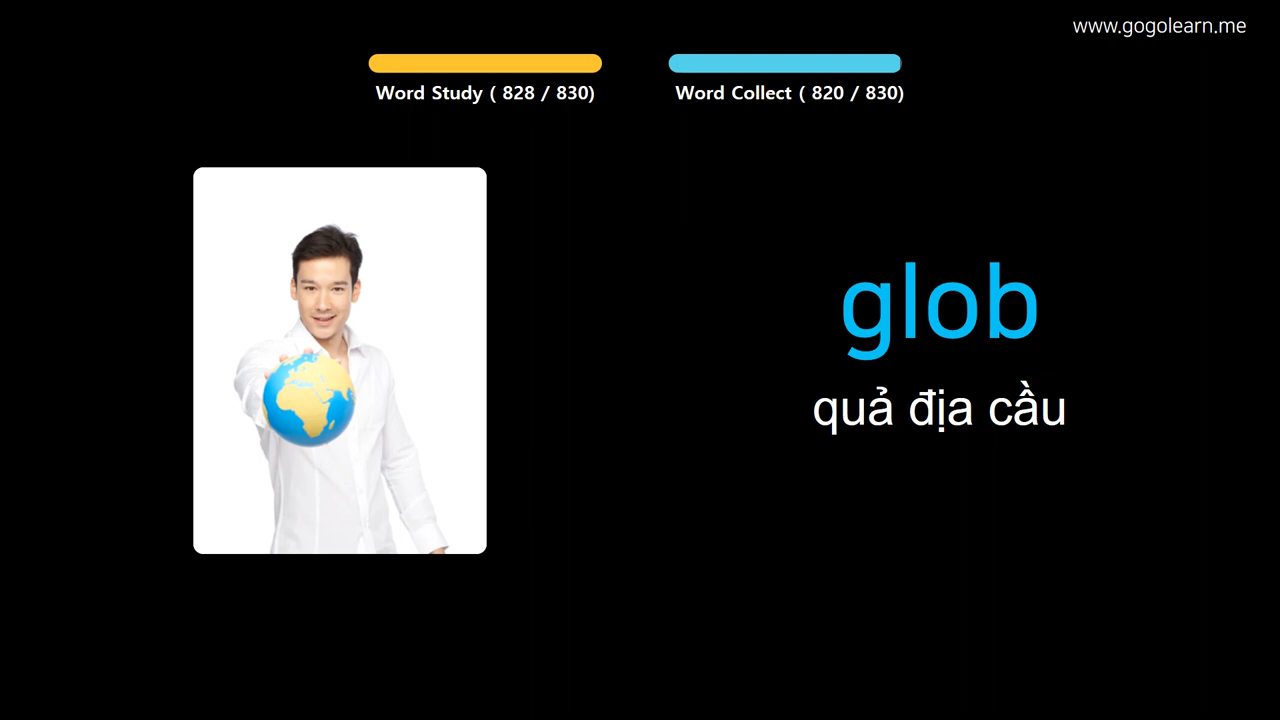 www.gogolearn.me
Word Study ( 828 / 830)
Word Collect ( 820 / 830)
glob
quả địa cầu